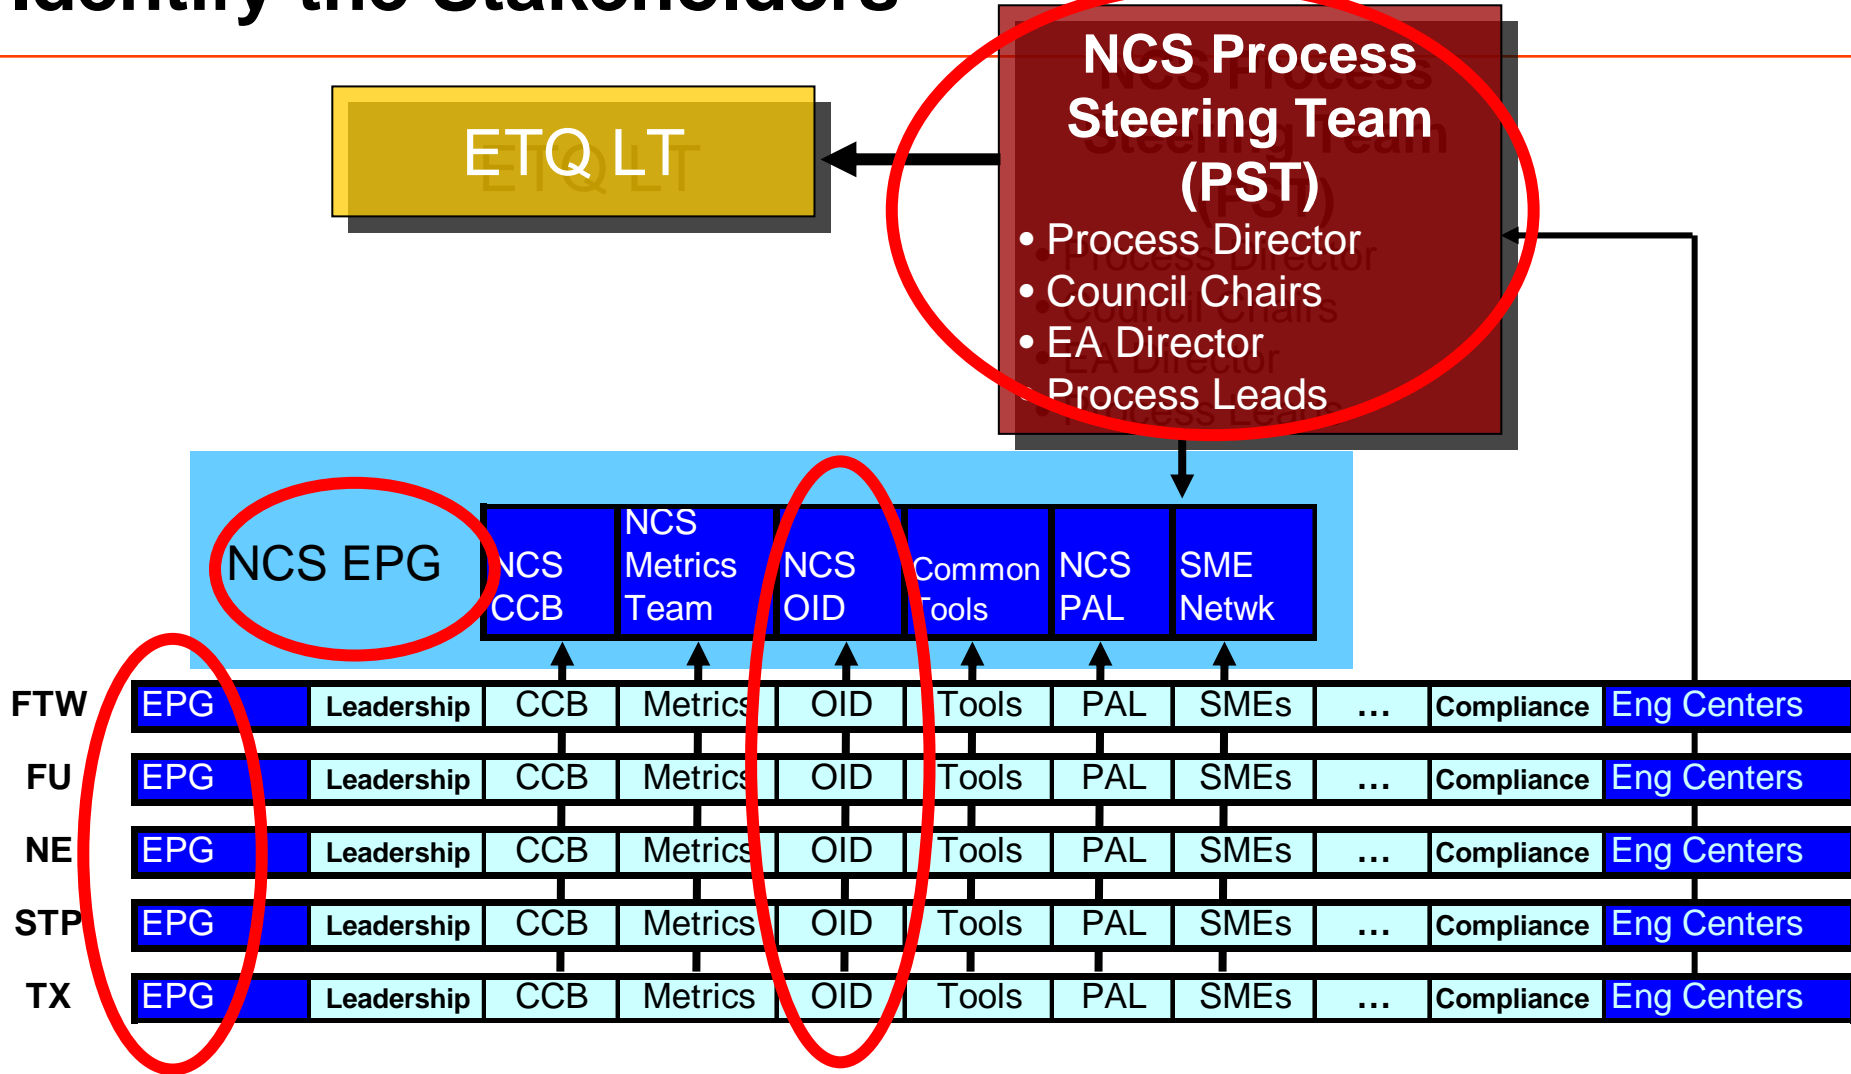 Identify the Stakeholders
NCS Process
Steering Team
(PST)
• Process Director
• Council Chairs
• EA Director
• Process Leads
ETQ LT
NCS EPG
NCS
CCB
NCS
Metrics
Team
NCS
OID
Common
Tools
NCS
PAL
SME
Netwk
FTW EPG Leadership CCB Metrics OID Tools PAL SMEs ... Compliance Eng Centers
FU EPG Leadership CCB Metrics OID Tools PAL SMEs ... Compliance Eng Centers
NE EPG Leadership CCB Metrics OID Tools PAL SMEs ... Compliance Eng Centers
STP EPG Leadership CCB Metrics OID Tools PAL SMEs ... Compliance Eng Centers
TX EPG Leadership CCB Metrics OID Tools PAL SMEs ... Compliance Eng Centers